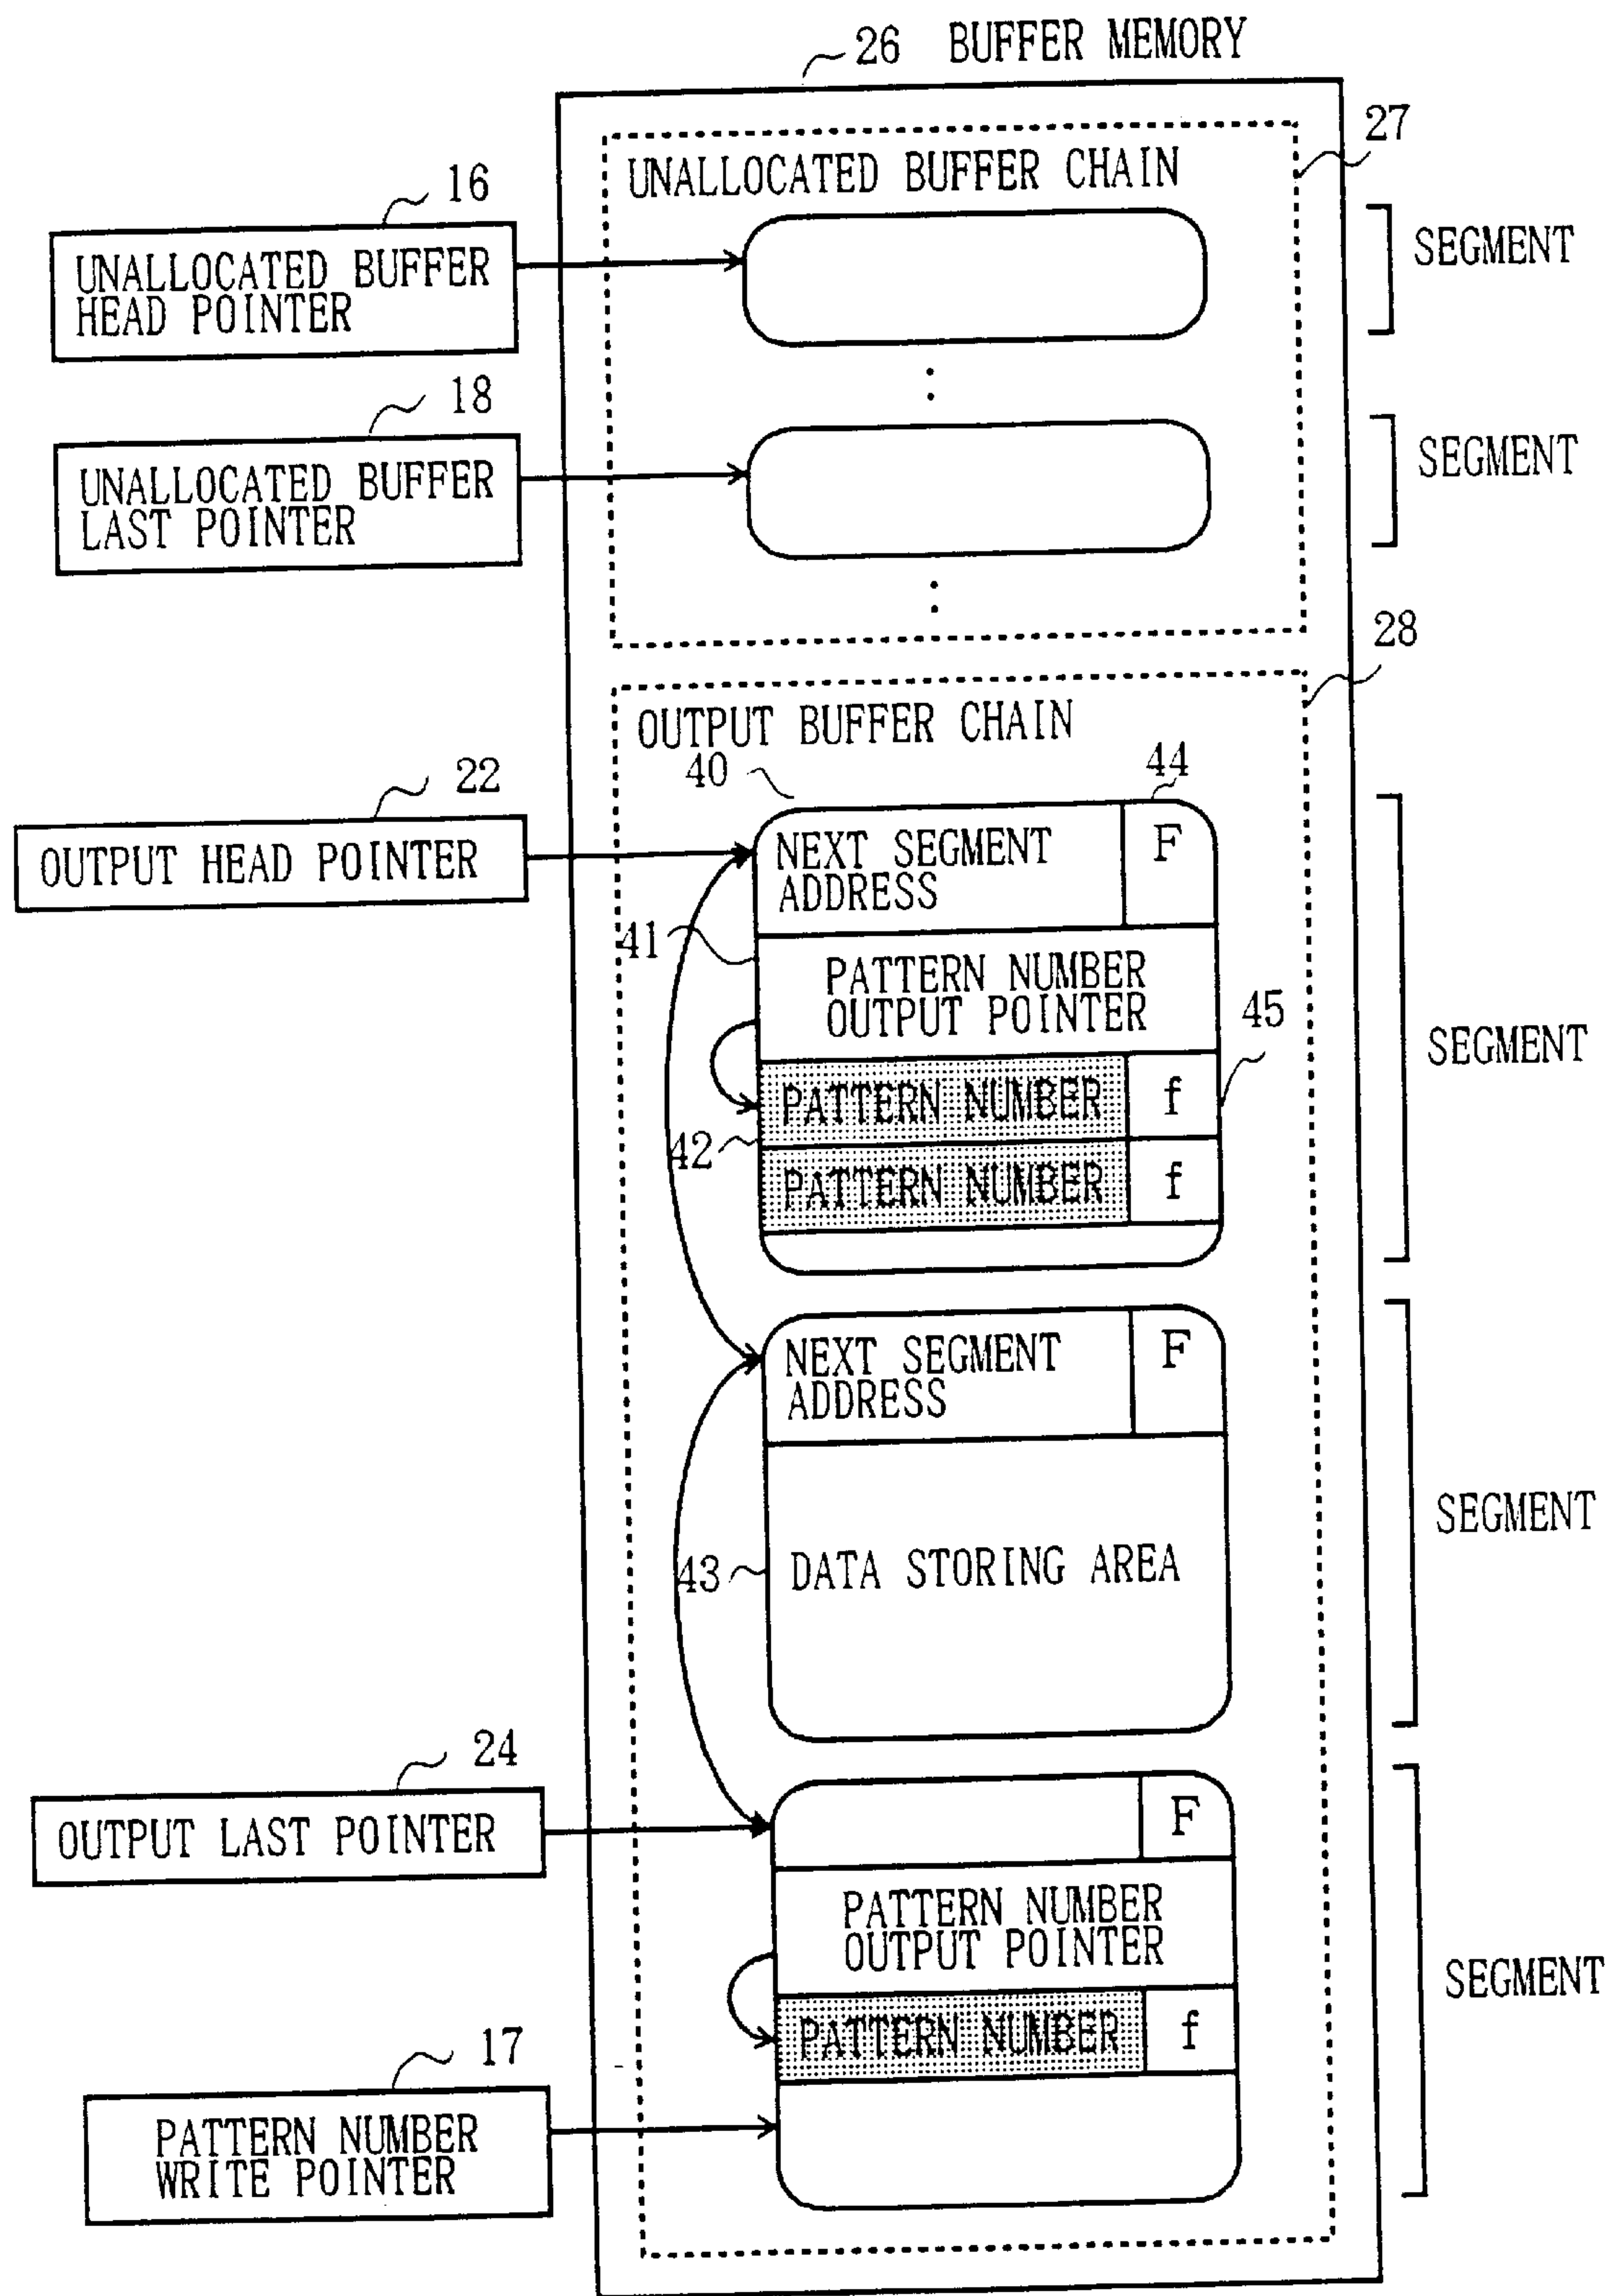 26 BUFFER MEMORY
27
UNALLOCATED BUFFER CHAIN
16
UNALLOCATED BUFFER
HEAD POINTER
SEGMENT
18
UNALLOCATED BUFFER
LAST POINTER
SEGMENT
28
OUTPUT BUFFER CHAIN
40
44
22
OUTPUT HEAD POINTER
NEXT SEGMENT
ADDRESS
F
41
PATTERN NUMBER
OUTPUT POINTER
45
SEGMENT
PATTERN NUMBER f
42
PATTERN NUMBER f
NEXT SEGMENT
ADDRESS
F
SEGMENT
43 DATA STORING AREA
24
OUTPUT LAST POINTER
F
PATTERN NUMBER
OUTPUT POINTER
SEGMENT
PATTERN NUMBER f
17
PATTERN NUMBER
WRITE POINTER